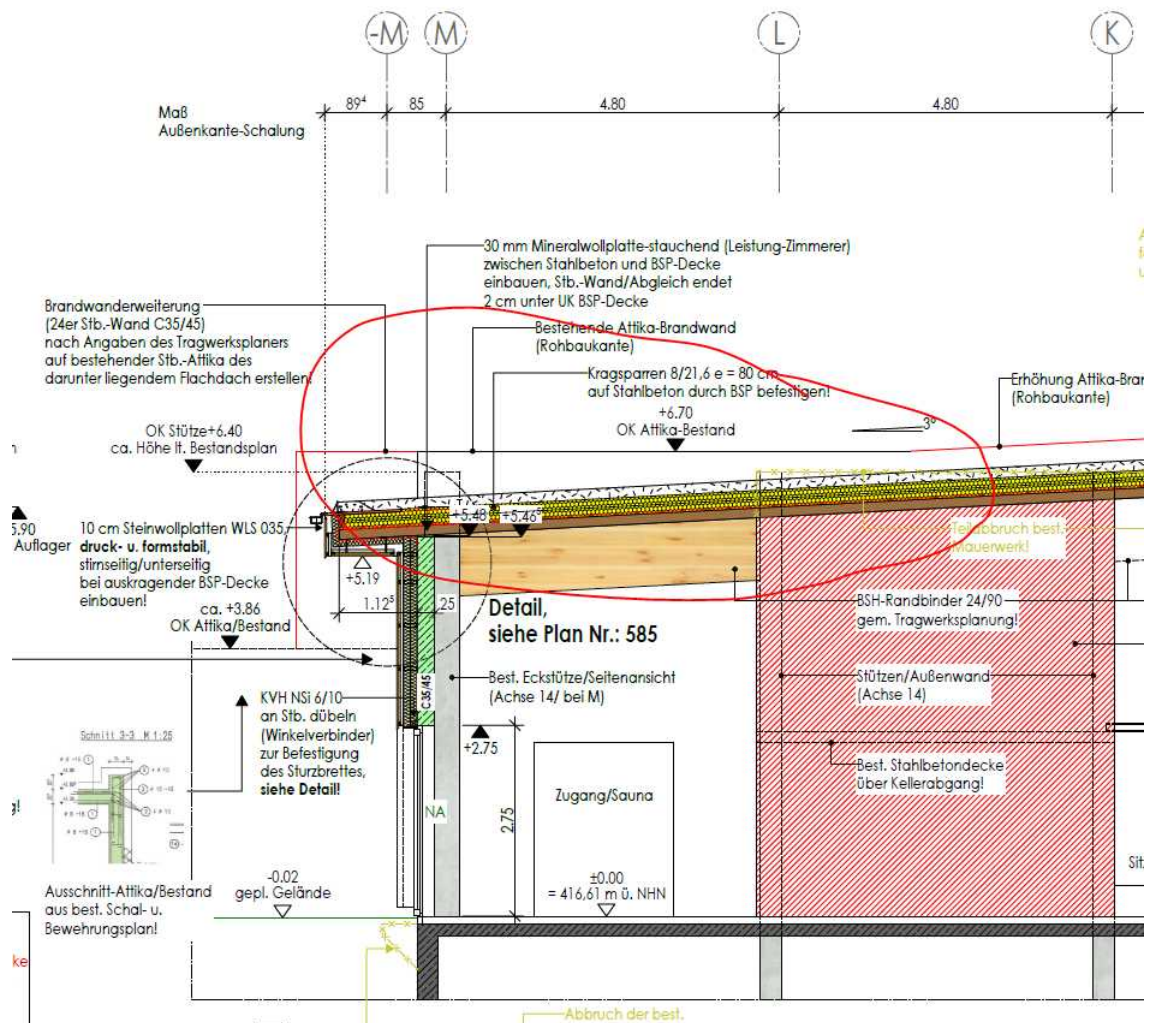 -M
M
L
K
Maß
Außenkante-Schalung
89⁴
85
4.80
4.80
30 mm Mineralwollplatte-stauchend (Leistung-Zimmerer)
zwischen Stahlbeton und BSP-Decke
einbauen, Stb.-Wand/Abgleich endet
2 cm unter UK BSP-Decke
Brandwanderweiterung
(24er Stb.-Wand C35/45)
nach Angaben des Tragwerksplaners
auf bestehender Stb.-Attika des
darunter liegendem Flachdach erstellen!
Bestehende Attika-Brandwand
(Rohbaukante)
Kragsparren 8/21,6 e = 80 cm
auf Stahlbeton durch BSP befestigen!
Erhöhung Attika-Bran
(Rohbaukante)
+6.70
OK Attika-Bestand
3°
OK Stütze+6.40
ca. Höhe lt. Bestandsplan
5.90
Auflager
10 cm Steinwollplatten WLS 035
druck- u. formstabil,
stirnseitig/unterseitig
bei auskragender BSP-Decke
einbauen!
+5.48
+5.46⁵
Teilabbruch best.
Mauerwerk!
+5.19
1.12⁵
25
ca. +3.86
OK Attika/Bestand
Detail,
siehe Plan Nr.: 585
BSH-Randbinder 24/90
gem. Tragwerksplanung!
Best. Eckstütze/Seitenansicht
(Achse 14/ bei M)
Stützen/Außenwand
(Achse 14)
C35/45
KVH NSi 6/10
an Stb. dübeln
(Winkelverbinder)
zur Befestigung
des Sturzbrettes,
siehe Detail!
+2.75
Schnitt 3-3 M 1:25
Best. Stahlbetondecke
über Kellerabgang!
g!
Zugang/Sauna
NA
2.75
Sit
Ausschnitt-Attika/Bestand
aus best. Schal- u.
Bewehrungsplan!
-0.02
gepl. Gelände
±0.00
= 416,61 m ü. NHN
ke
Abbruch der best.